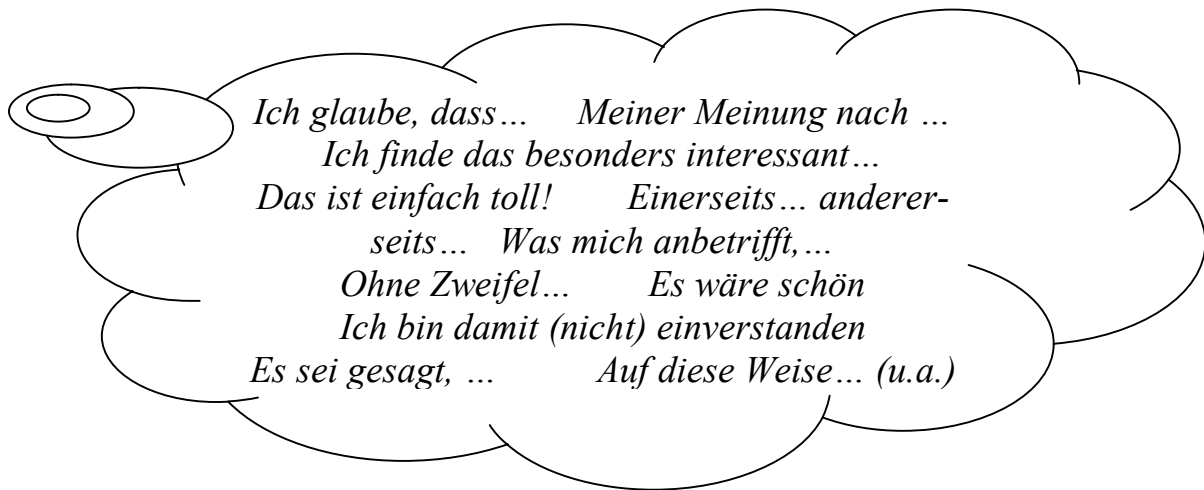 Ich glaube, dass… Meiner Meinung nach …
Ich finde das besonders interessant…
Das ist einfach toll! Einerseits… anderer-
seits… Was mich anbetrifft,…
Ohne Zweifel… Es wäre schön
Ich bin damit (nicht) einverstanden
Es sei gesagt, … Auf diese Weise… (u.a.)